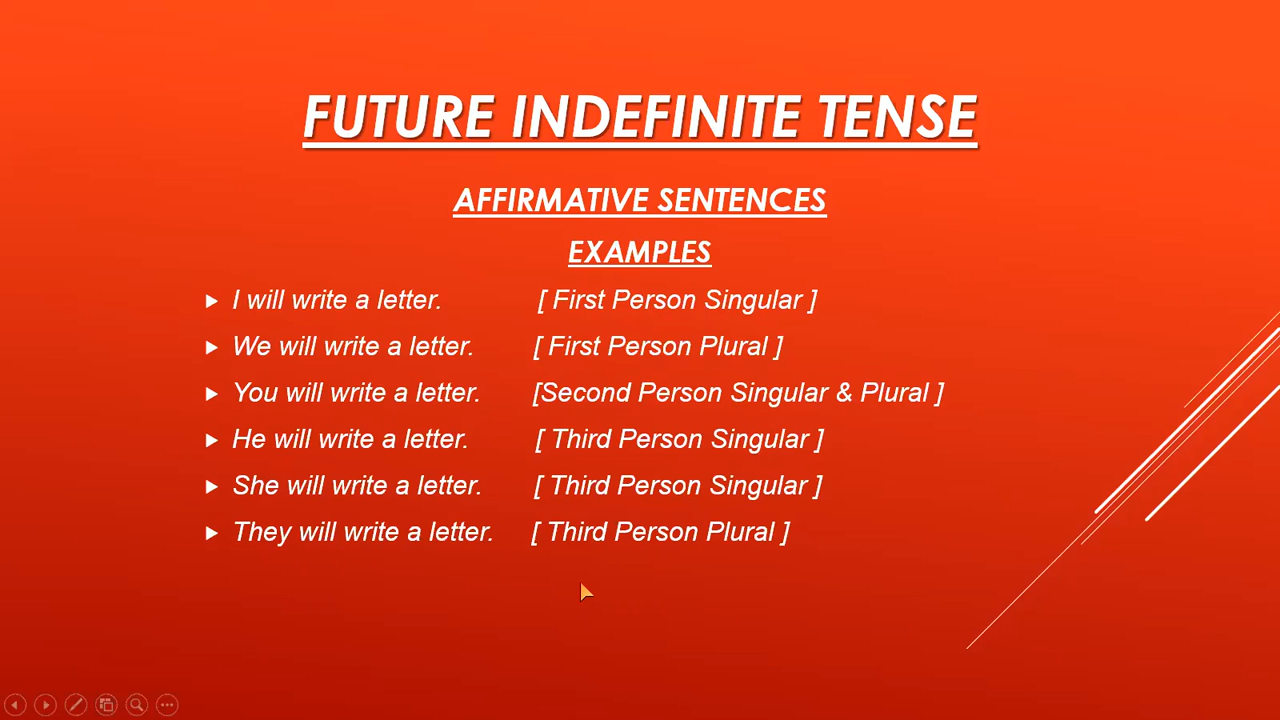 FUTURE INDEFINITE TENSE
AFFIRMATIVE SENTENCES
EXAMPLES
I will write a letter. [ First Person Singular ]
We will write a letter. [ First Person Plural ]
You will write a letter. [Second Person Singular & Plural ]
He will write a letter. [ Third Person Singular ]
She will write a letter. [ Third Person Singular ]
They will write a letter. [ Third Person Plural ]